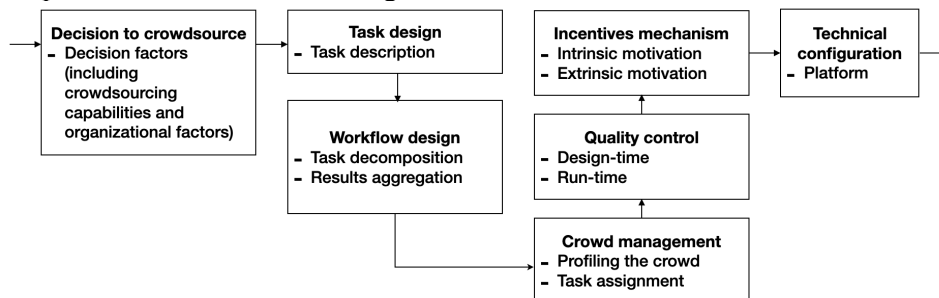 Decision to crowdsource
- Decision factors
(including
crowdsourcing
capabilities and
organizational factors)
Task design
- Task description
Workflow design
- Task decomposition
- Results aggregation
Crowd management
- Profiling the crowd
- Task assignment
Quality control
- Design-time
- Run-time
Incentives mechanism
- Intrinsic motivation
- Extrinsic motivation
Technical
configuration
- Platform